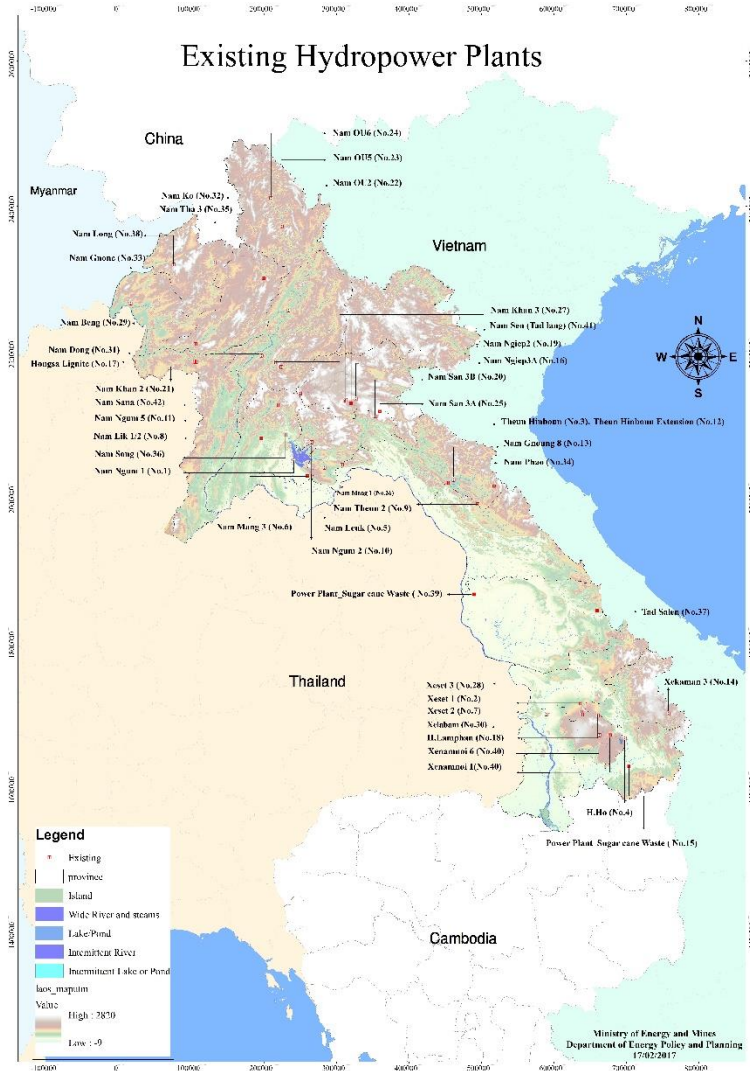 Existing Hydropower Plants
China
Myanmar
Vietnam
Thailand
Cambodia
Nam OU6 (No.24)
Nam OU5 (No.23)
Nam OU2 (No.22)
Nam Ko (No.32)
Nam Tha 3 (No.35)
Nam Long (No.38)
Nam Beng (No.29)
Nam Dong (No.31)
Hongsa Lignite (No.17)
Nam Khan 2 (No.21)
Nam Sana (No.42)
Nam Ngum 5 (No.11)
Nam Lik 1/2 (No.8)
Nam Song (No.36)
Nam Ngum 1 (No.1)
Nam Mang 3 (No.6)
Nam Leuk (No.5)
Nam Ngum 2 (No.10)
Nam Theun 2 (No.9)
Nam Khan 3 (No.27)
Nam Sen (Tad lang) (No.41)
Nam Ngiep2 (No.19)
Nam Ngiep3A (No.16)
Nam San 3B (No.20)
Nam San 3A (No.25)
Theun Hinboun (No.3). Theun Hinboun Extension (No.12)
Nam Gnoung 8 (No.13)
Nam Phao (No.34)
Power Plant_Sugar cane Waste ( No.39)
Tad Salen (No.37)
Xekaman 3 (No.14)
Xeset 3 (No.28)
Xeset 1 (No.2)
Xeset 2 (No.7)
Xelabam (No.30)
H.Lamphan (No.18)
Xenamnoi 6 (No.40)
Xenamnoi 1(No.40)
H.Ho (No.4)
Power Plant Sugar cane Waste ( No.15)
N
W
E
S
Legend
Existing
province
Island
Wide River and steams
Lake/Pond
Intemittent River
Intermittent Lake or Pond
laos_maputm
Value
High : 2820
Low : -9
Ministry of Energy and Mines
Department of Energy Policy and Planning
17/02/2017